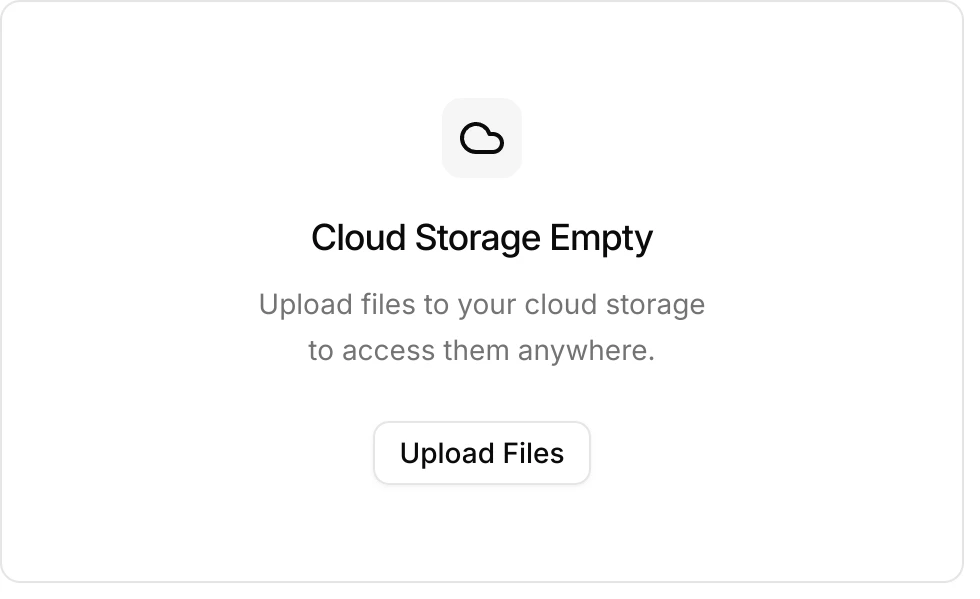 Cloud Storage Empty
Upload files to your cloud storage
to access them anywhere.
Upload Files